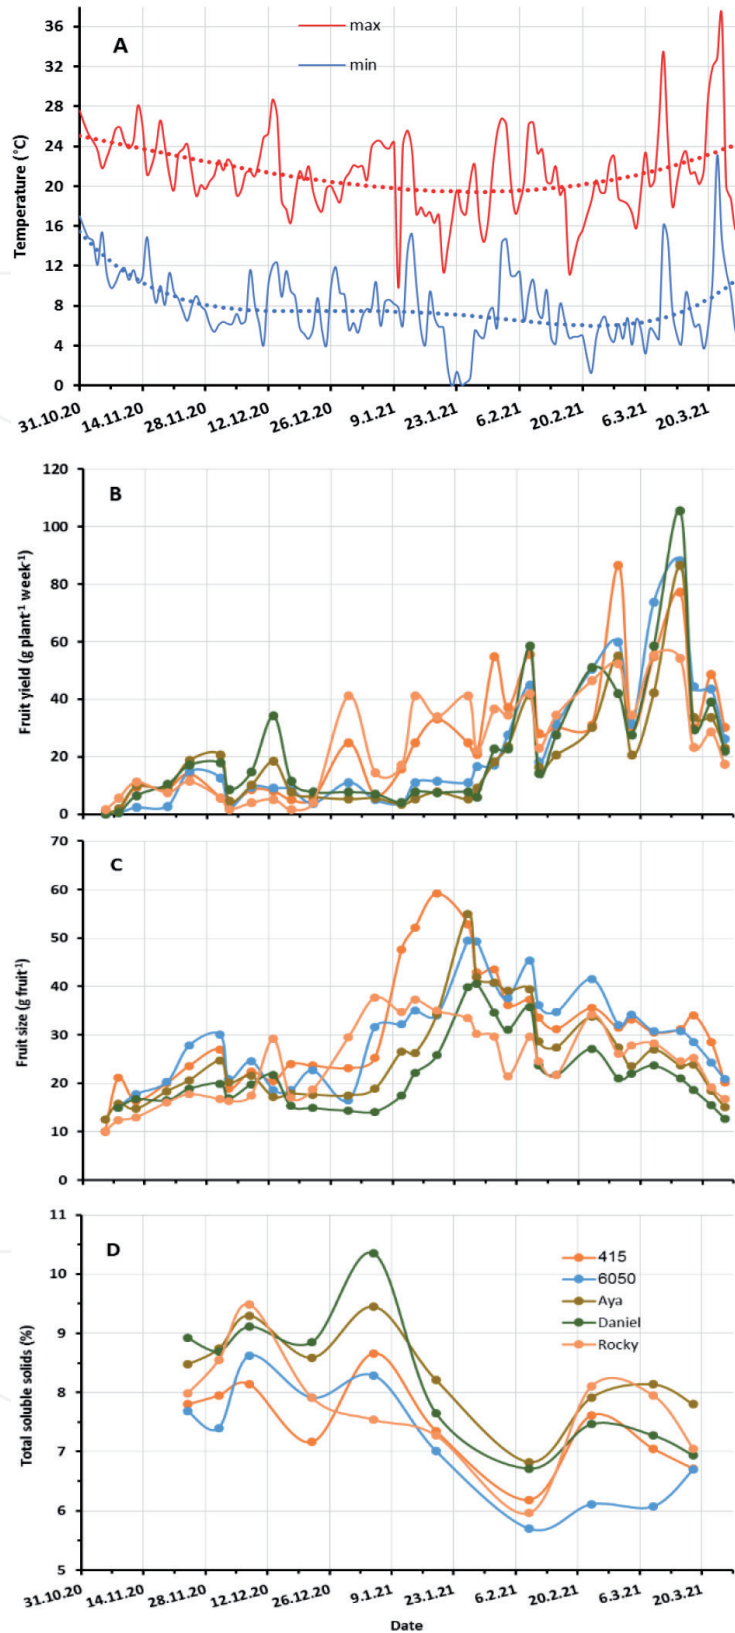 A
max
min
Temperature (°C)
36
32
28
24
20
16
12
8
4
0
31.10.20 14.11.20 28.11.20 12.12.20 26.12.20 9.1.21 23.1.21 6.2.21 20.2.21 6.3.21 20.3.21
B
Fruit yield (g plant⁻¹ week⁻¹)
120
100
80
60
40
20
0
C
Fruit size (g fruit⁻¹)
70
60
50
40
30
20
10
0
D
Total soluble solids (%)
11
10
9
8
7
6
5
415
6050
Aya
Daniel
Rocky
31.10.20 14.11.20 28.11.20 12.12.20 26.12.20 9.1.21 23.1.21 6.2.21 20.2.21 6.3.21 20.3.21
Date